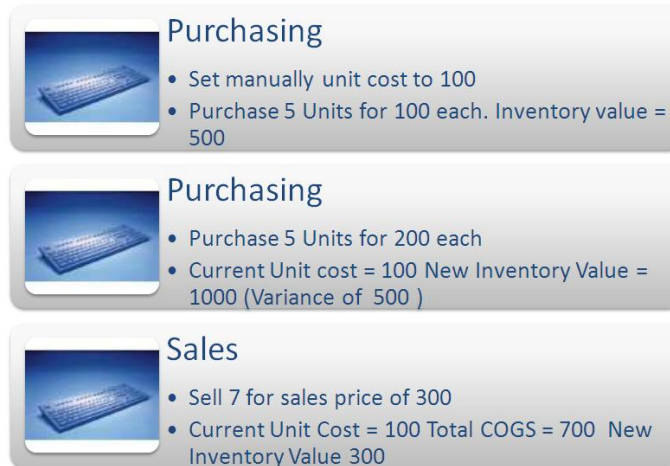 Purchasing
• Set manually unit cost to 100
• Purchase 5 Units for 100 each. Inventory value =
500
Purchasing
• Purchase 5 Units for 200 each
• Current Unit cost = 100 New Inventory Value =
1000 (Variance of 500 )
Sales
• Sell 7 for sales price of 300
• Current Unit Cost = 100 Total COGS = 700 New
Inventory Value 300